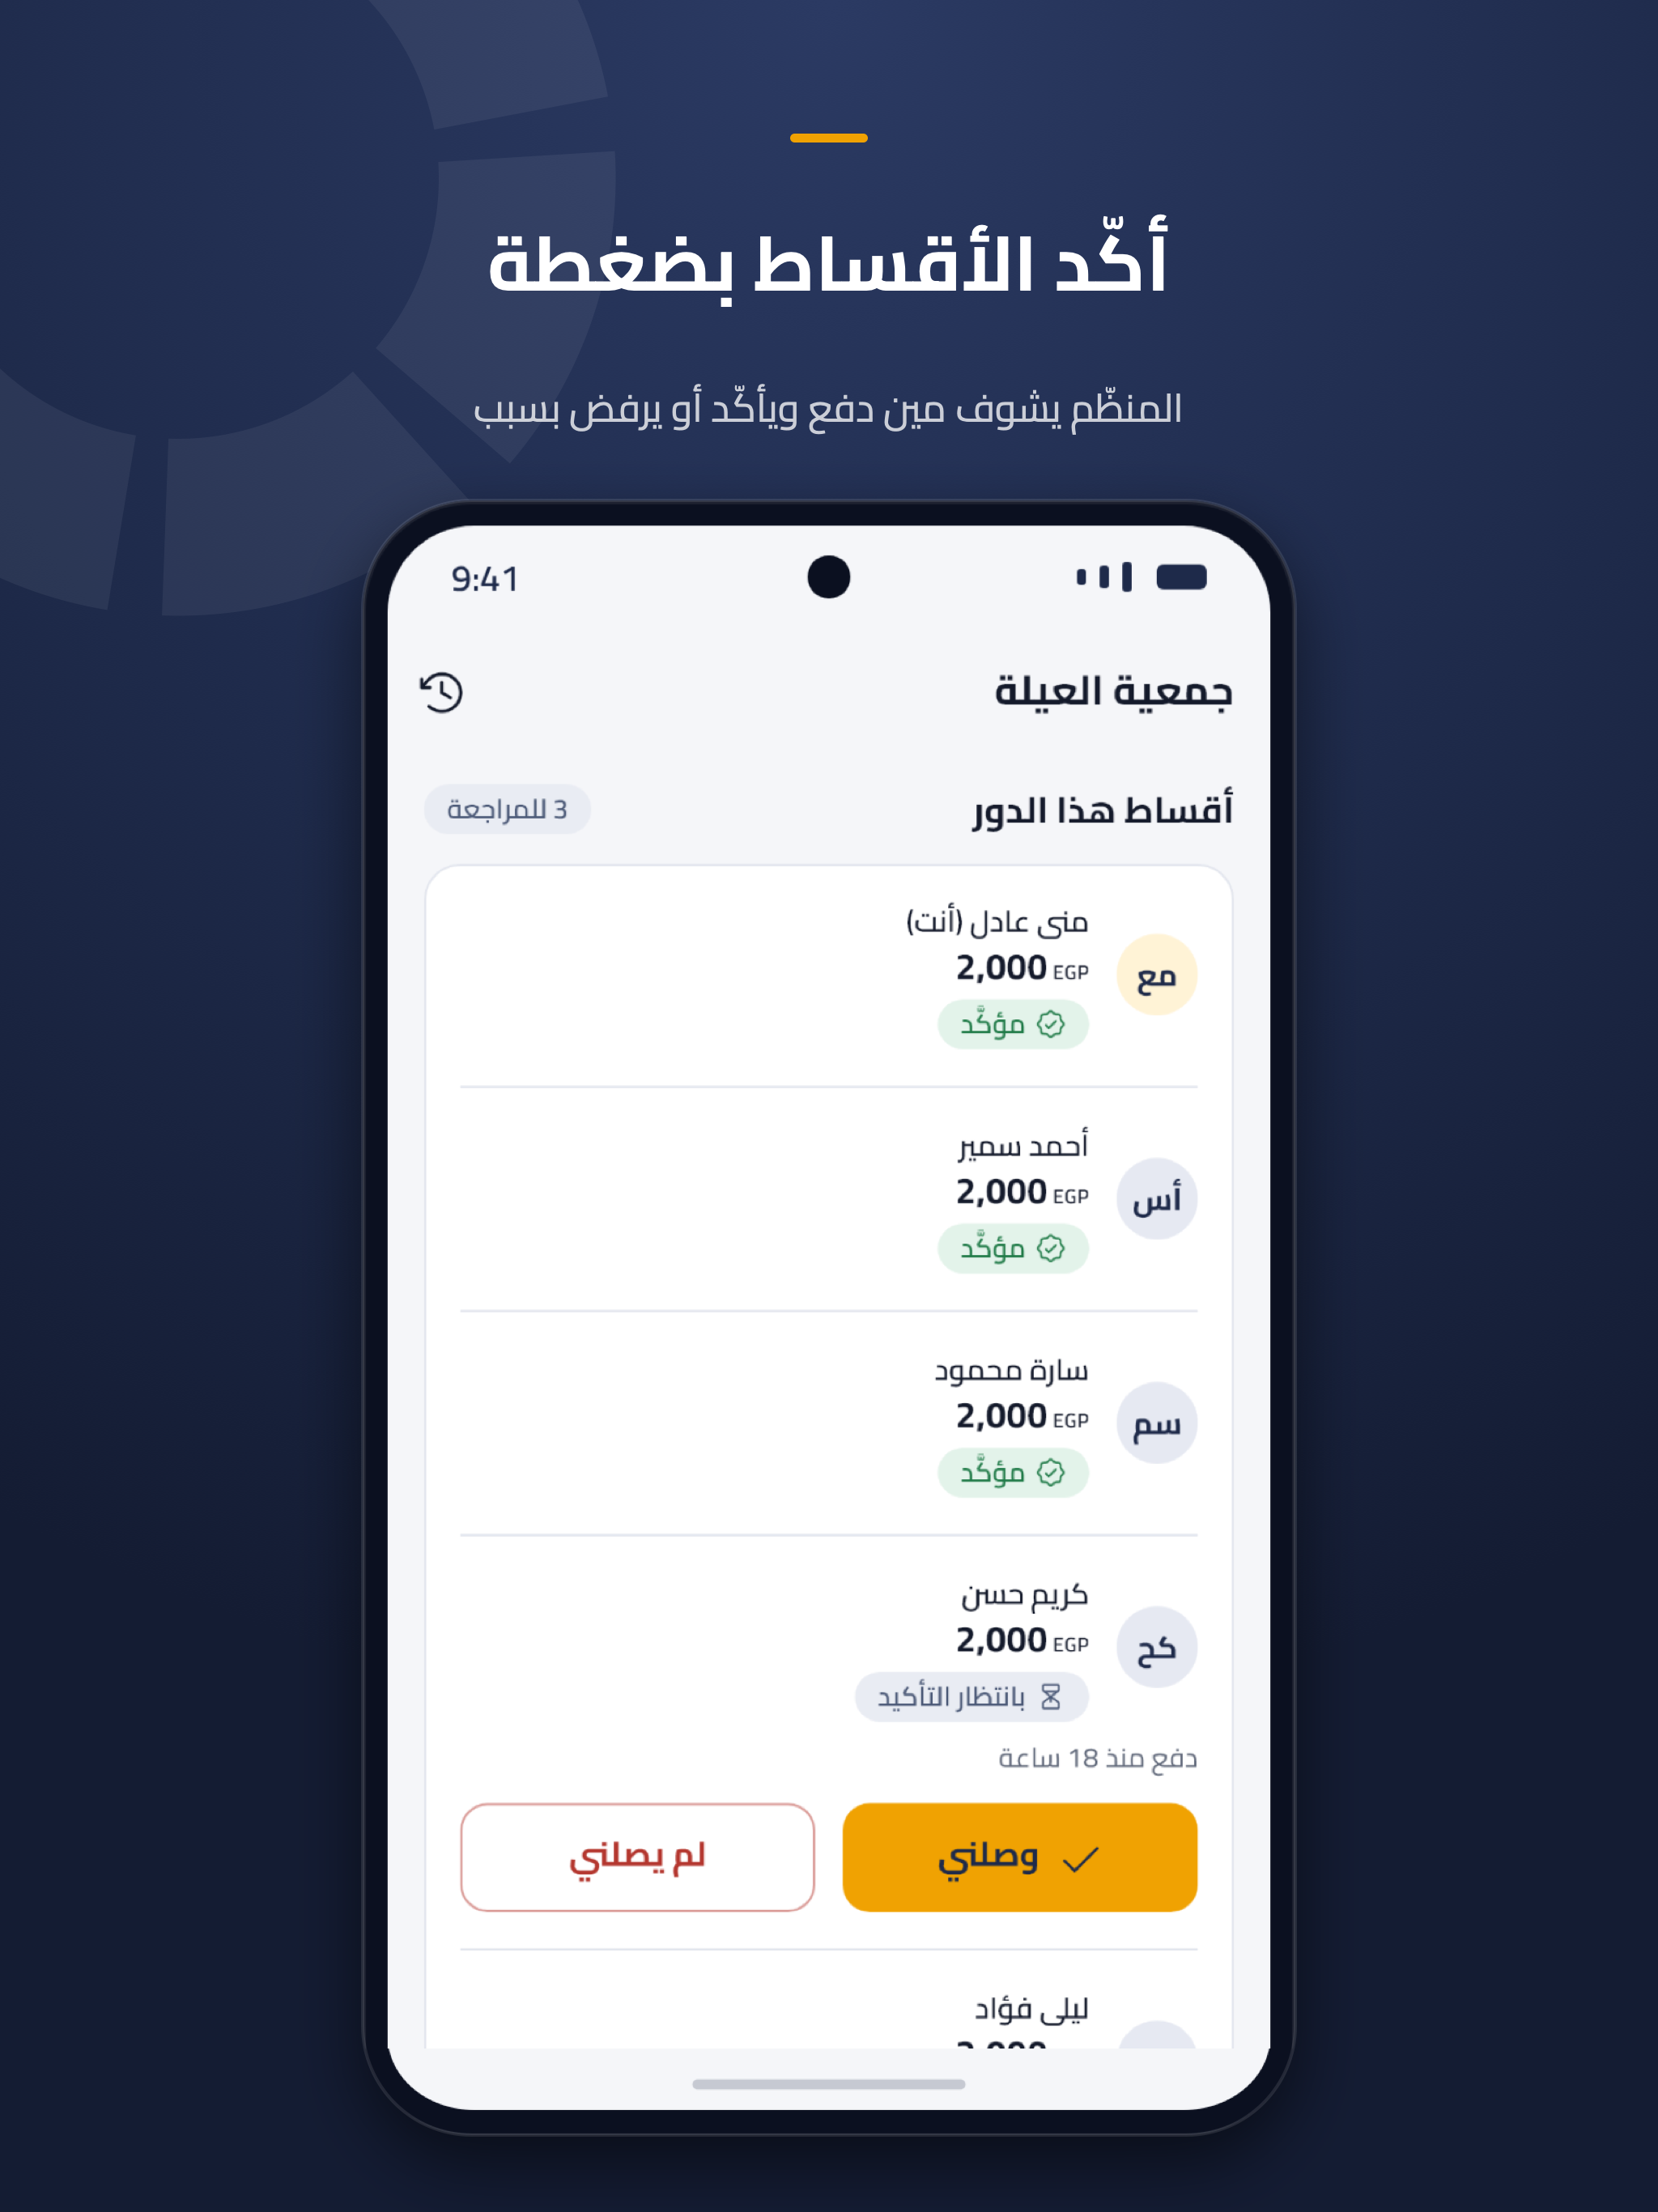 أكّد الأقساط بضغطة
المنظّم يشوف مين دفع ويأكّد أو يرفض بسبب
9:41
جمعية العيلة
أقساط هذا الدور
3 للمراجعة
مع
منى عادل (أنت)
EGP 2,000
مؤكَّد
أس
أحمد سمير
EGP 2,000
مؤكَّد
سم
سارة محمود
EGP 2,000
مؤكَّد
كح
كريم حسن
EGP 2,000
بانتظار التأكيد
دفع منذ 18 ساعة
وصلني
لم يصلني
ليلى فؤاد